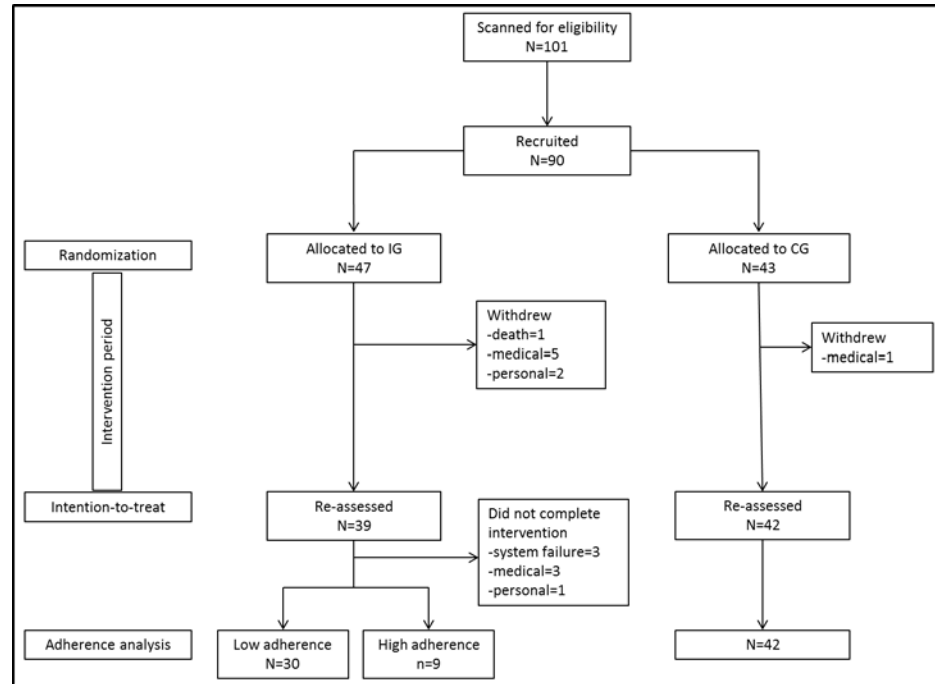 Scanned for eligibility
N=101
Recruited
N=90
Randomization
Allocated to IG
N=47
Allocated to CG
N=43
Intervention period
Withdrew
-death=1
-medical=5
-personal=2
Withdrew
-medical=1
Intention-to-treat
Re-assessed
N=39
Did not complete
intervention
-system failure=3
-medical=3
-personal=1
Re-assessed
N=42
Adherence analysis
Low adherence
N=30
High adherence
n=9
N=42